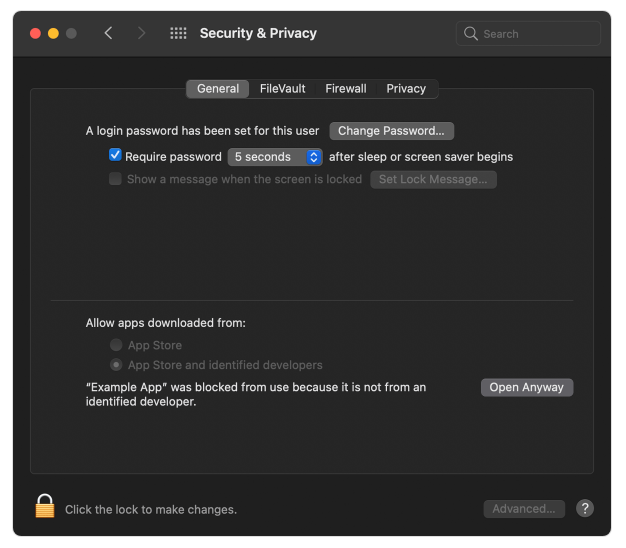 Security & Privacy
Search
General FileVault Firewall Privacy
A login password has been set for this user Change Password...
Require password 5 seconds after sleep or screen saver begins
Show a message when the screen is locked Set Lock Message...
Allow apps downloaded from:
App Store
App Store and identified developers
“Example App” was blocked from use because it is not from an
identified developer.
Open Anyway
Click the lock to make changes.
Advanced... ?